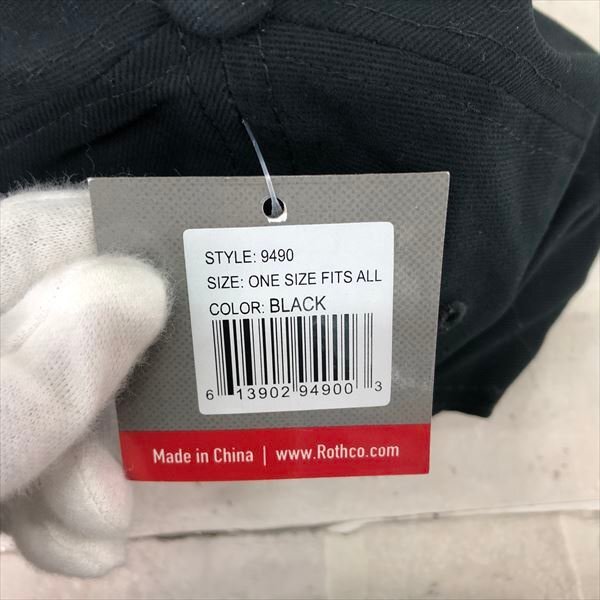 STYLE: 9490
SIZE: ONE SIZE FITS ALL
COLOR: BLACK
6 13902 94900 3
Made in China | www.Rothco.com